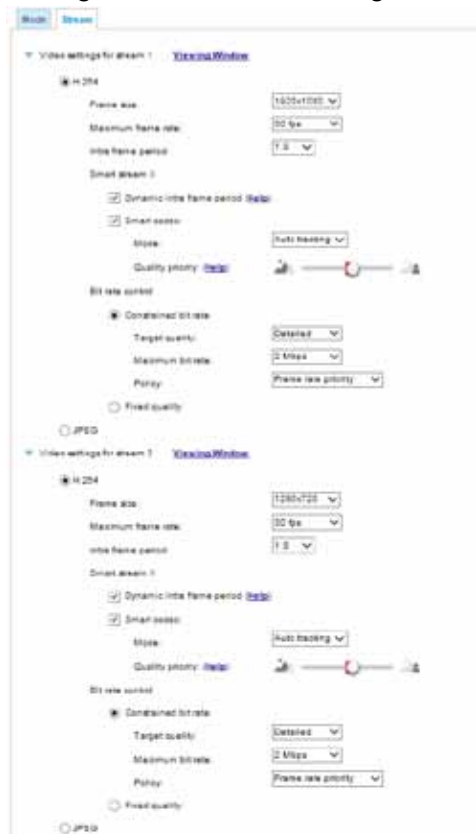 Mode Stream
Video settings for stream 1 Viewing Window
H.264
Frame size: 1920x1080
Maximum frame rate: 30 fps
Intra frame period: 1 S
Smart stream II
Dynamic intra frame period (Help)
Smart codec
Mode: Auto tracking
Quality priority: (Help)
Bit rate control
Constrained bit rate:
Target quality: Detailed
Maximum bit rate: 2 Mbps
Policy: Frame rate priority
Fixed quality
JPEG
Video settings for stream Viewing Window
H.264
Frame size: 1280x720
Maximum frame rate: 30 fps
Intra frame period: 1 S
Smart stream II
Dynamic intra frame period (Help)
Smart codec
Mode: Auto tracking
Quality priority: (Help)
Bit rate control
Constrained bit rate:
Target quality: Detailed
Maximum bit rate: 2 Mbps
Policy: Frame rate priority
Fixed quality
JPEG